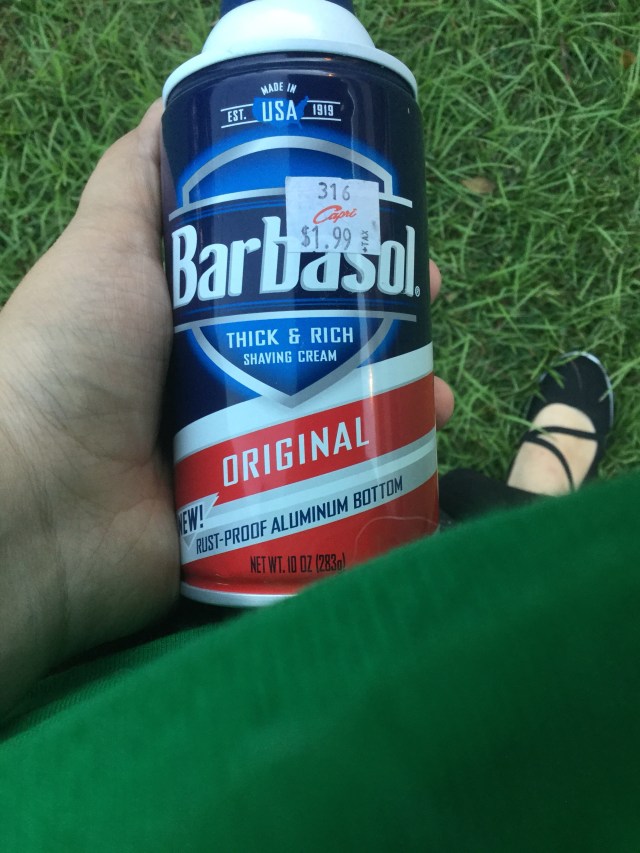 MADE IN
EST. USA 1919
316
Capri
$1.99 +TAX
Barbasol®
THICK & RICH
SHAVING CREAM
ORIGINAL
NEW!
RUST-PROOF ALUMINUM BOTTOM
NET WT. 10 OZ (283g)